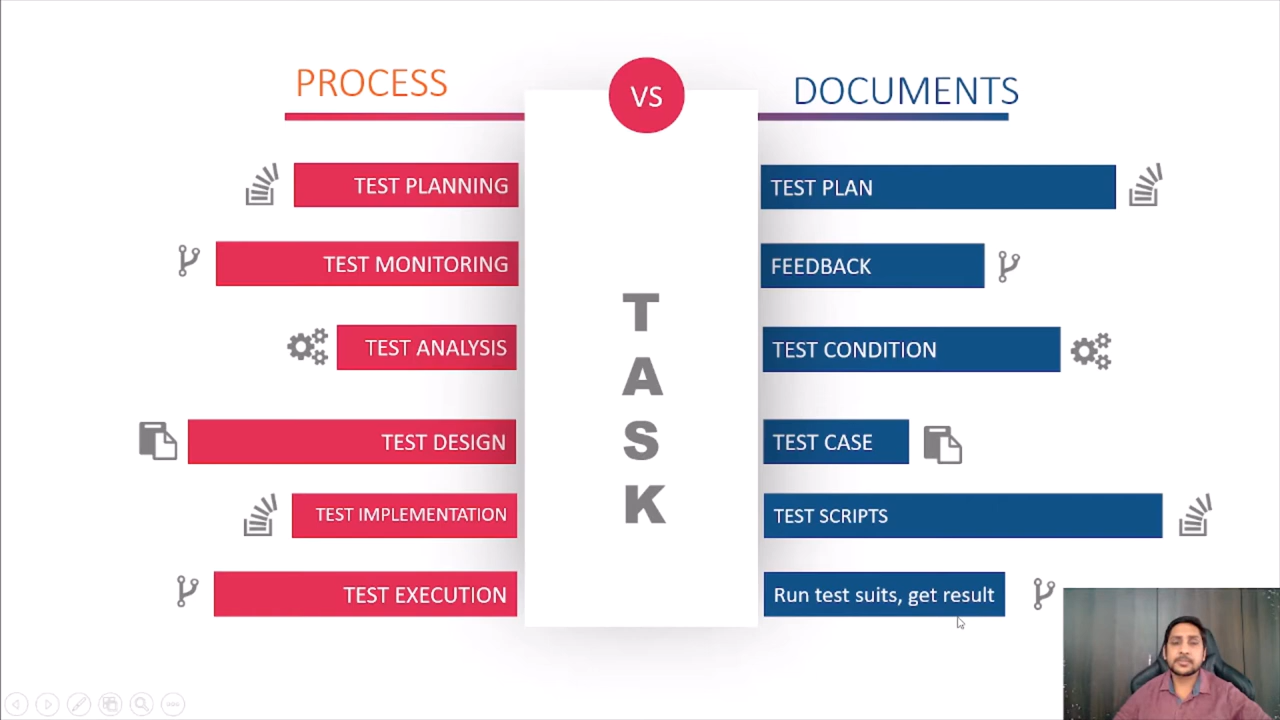 PROCESS
VS
DOCUMENTS
TEST PLANNING
TEST PLAN
TEST MONITORING
FEEDBACK
TEST ANALYSIS
TEST CONDITION
TEST DESIGN
TEST CASE
TEST IMPLEMENTATION
TEST SCRIPTS
TEST EXECUTION
Run test suits, get result
T
A
S
K